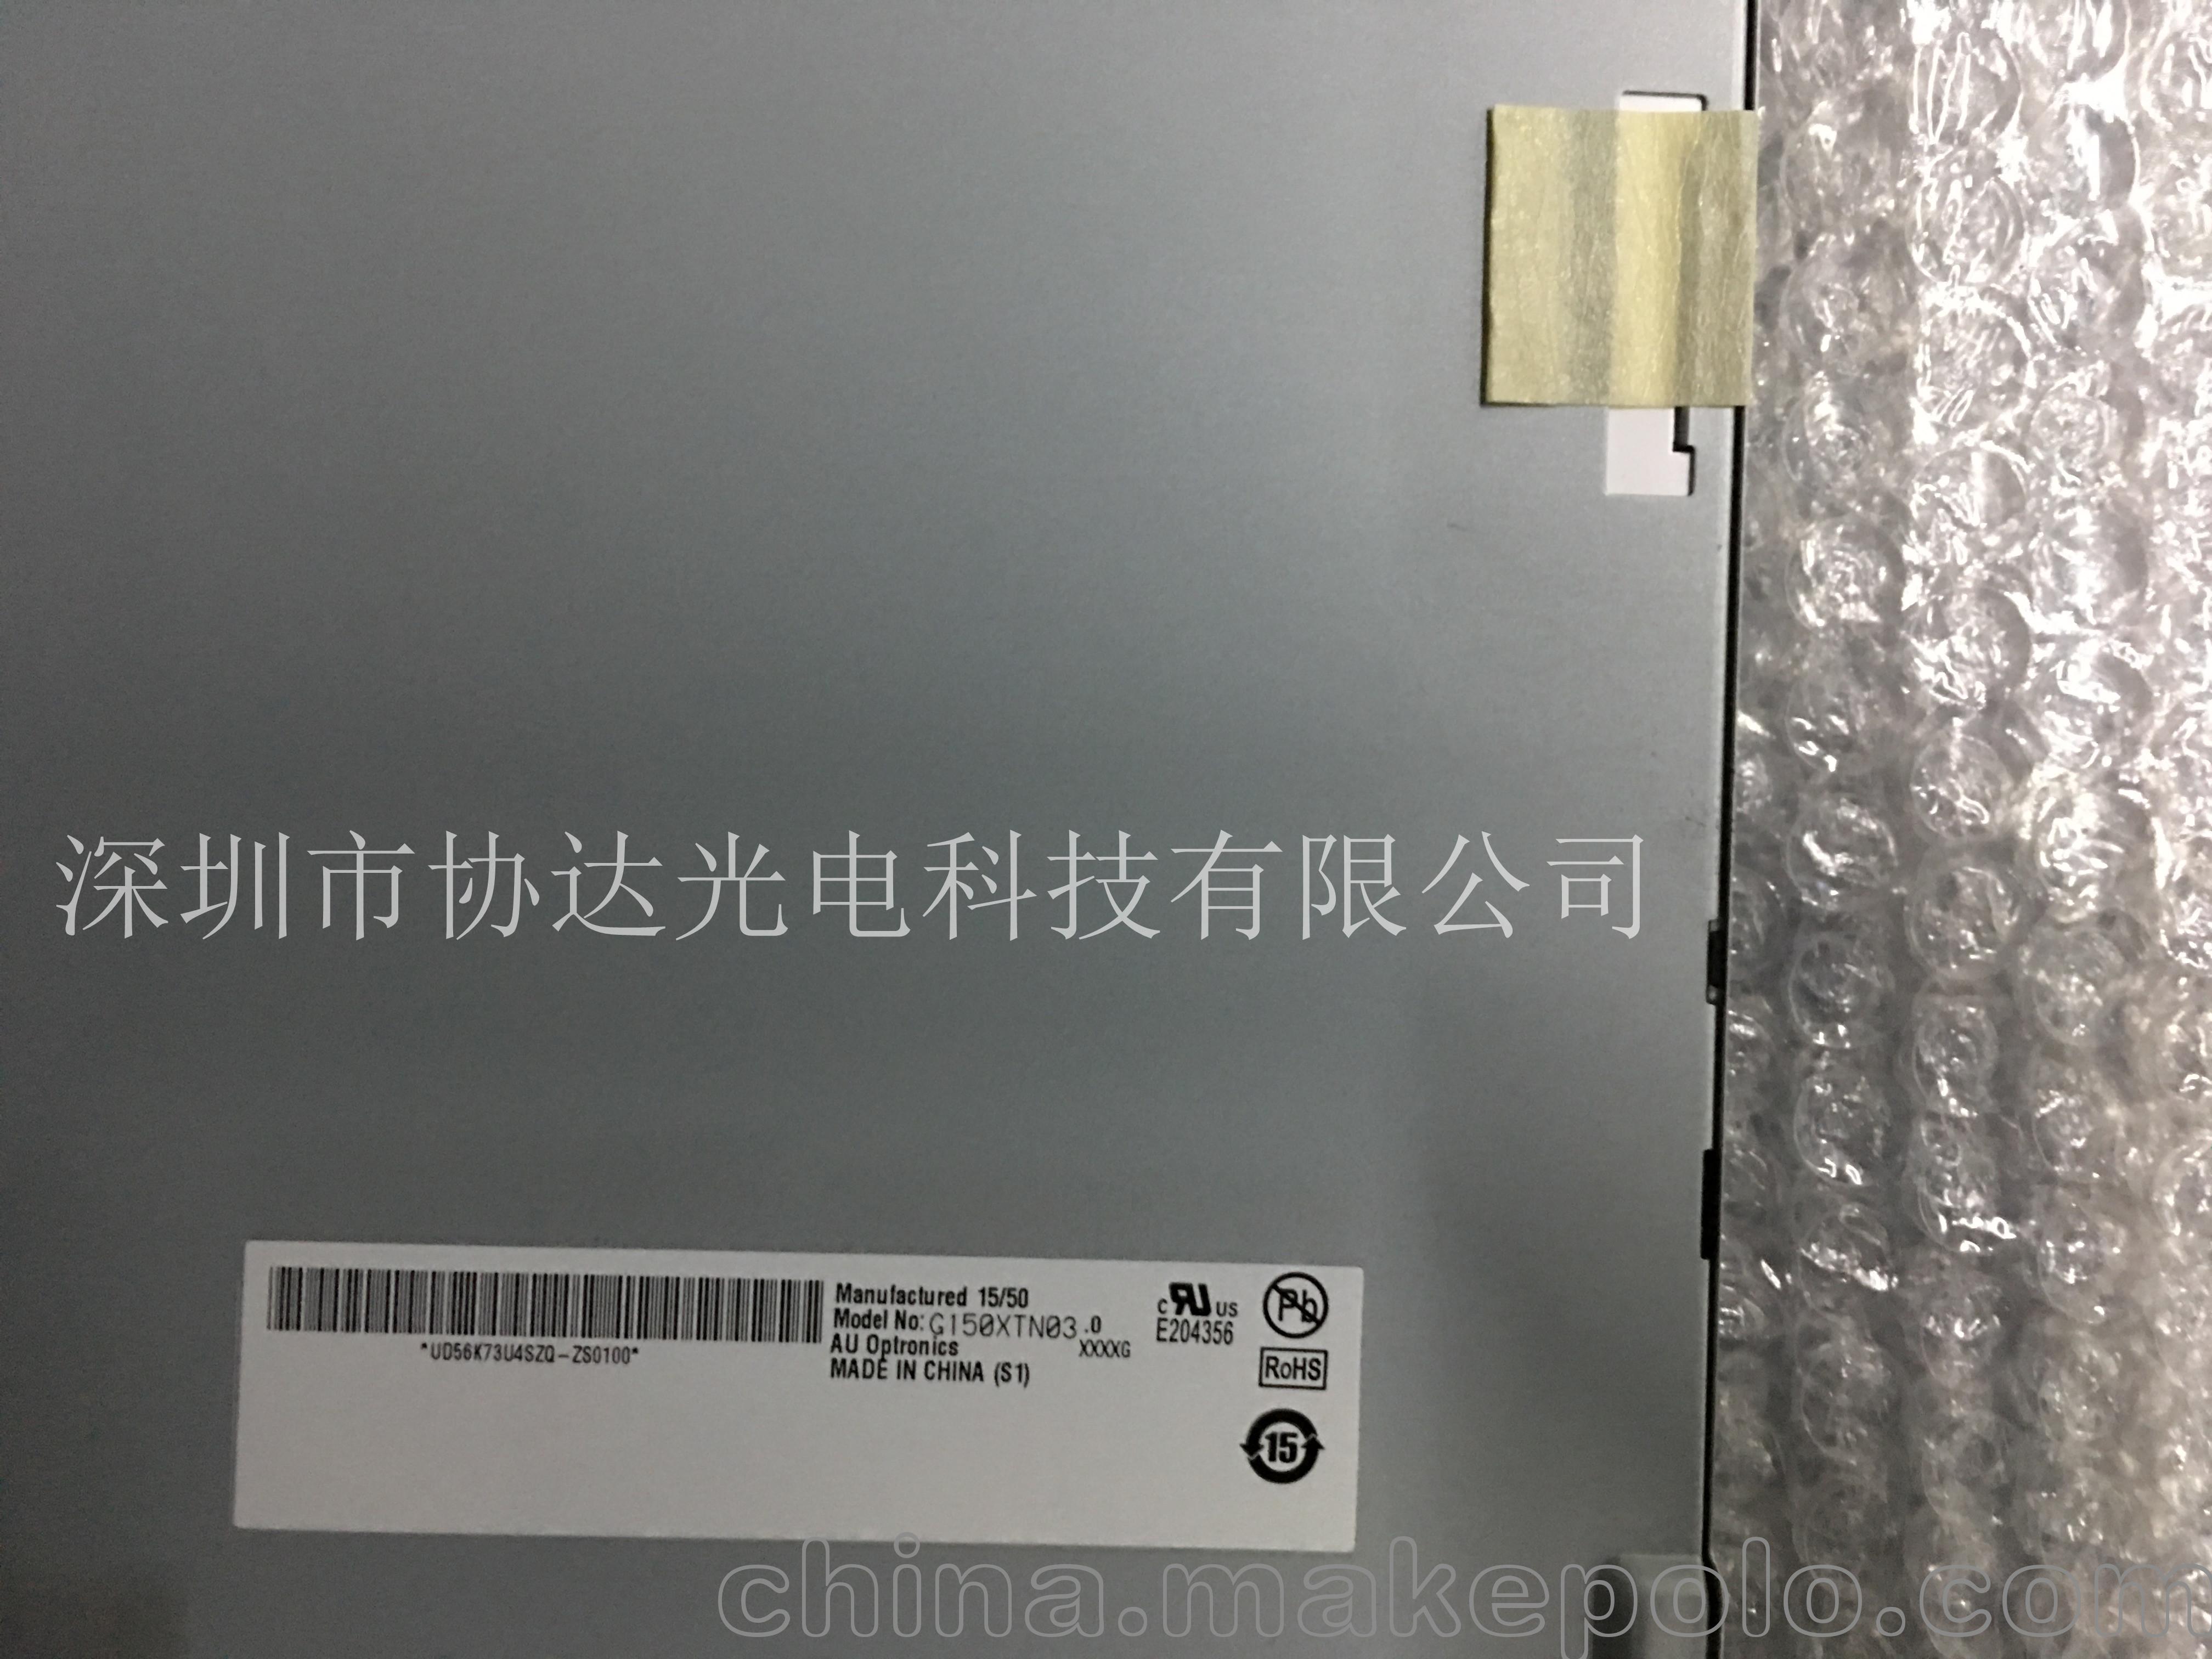 深圳市协达光电科技有限公司
Manufactured 15/50
Model No: G150XTN03.0
AU Optronics XXXXG
MADE IN CHINA (S1)
*UD56K73U4SZQ-ZS0100*
c RU US
E204356
Pb
RoHS
15
china.makepolo.com